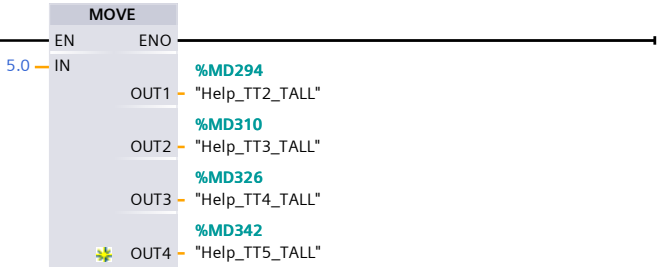 MOVE
EN ENO
5.0 IN
%MD294
OUT1 "Help_TT2_TALL"
%MD310
OUT2 "Help_TT3_TALL"
%MD326
OUT3 "Help_TT4_TALL"
%MD342
OUT4 "Help_TT5_TALL"